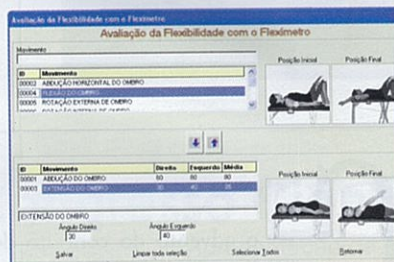 Avaliação da Flexibilidade com o Flexímetro
Avaliação da Flexibilidade com o Flexímetro
Movimento
ID Movimento
00002 ABDUÇÃO HORIZONTAL DO OMBRO
00004 FLEXÃO DO OMBRO
00005 ROTAÇÃO EXTERNA DE OMBRO
Posição Inicial Posição Final
ID Movimento Direito Esquerdo Média
00001 ABDUÇÃO DO OMBRO 80 80 80
00003 EXTENSÃO DO OMBRO 30 40 35
Posição Inicial Posição Final
EXTENSÃO DO OMBRO
Ângulo Direito Ângulo Esquerdo
30 40
Salvar Limpar toda seleção Selecionar Todos Retornar